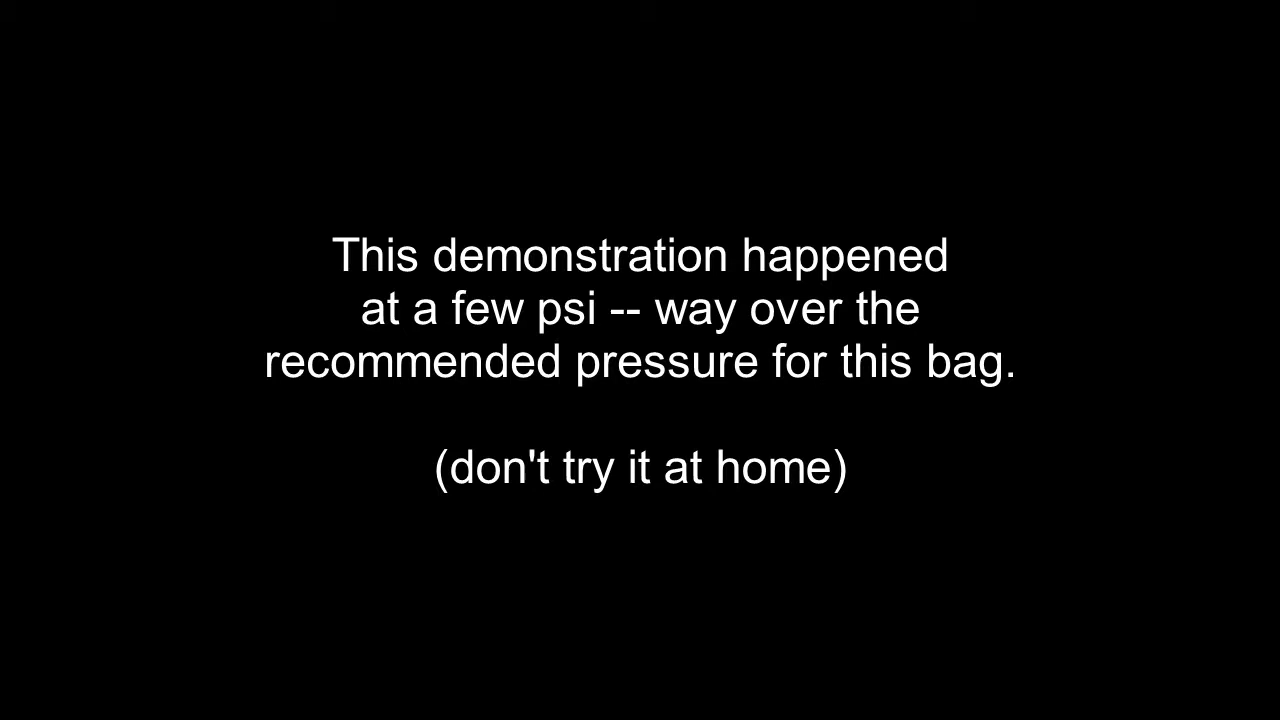 This demonstration happened
at a few psi -- way over the
recommended pressure for this bag.
(don't try it at home)